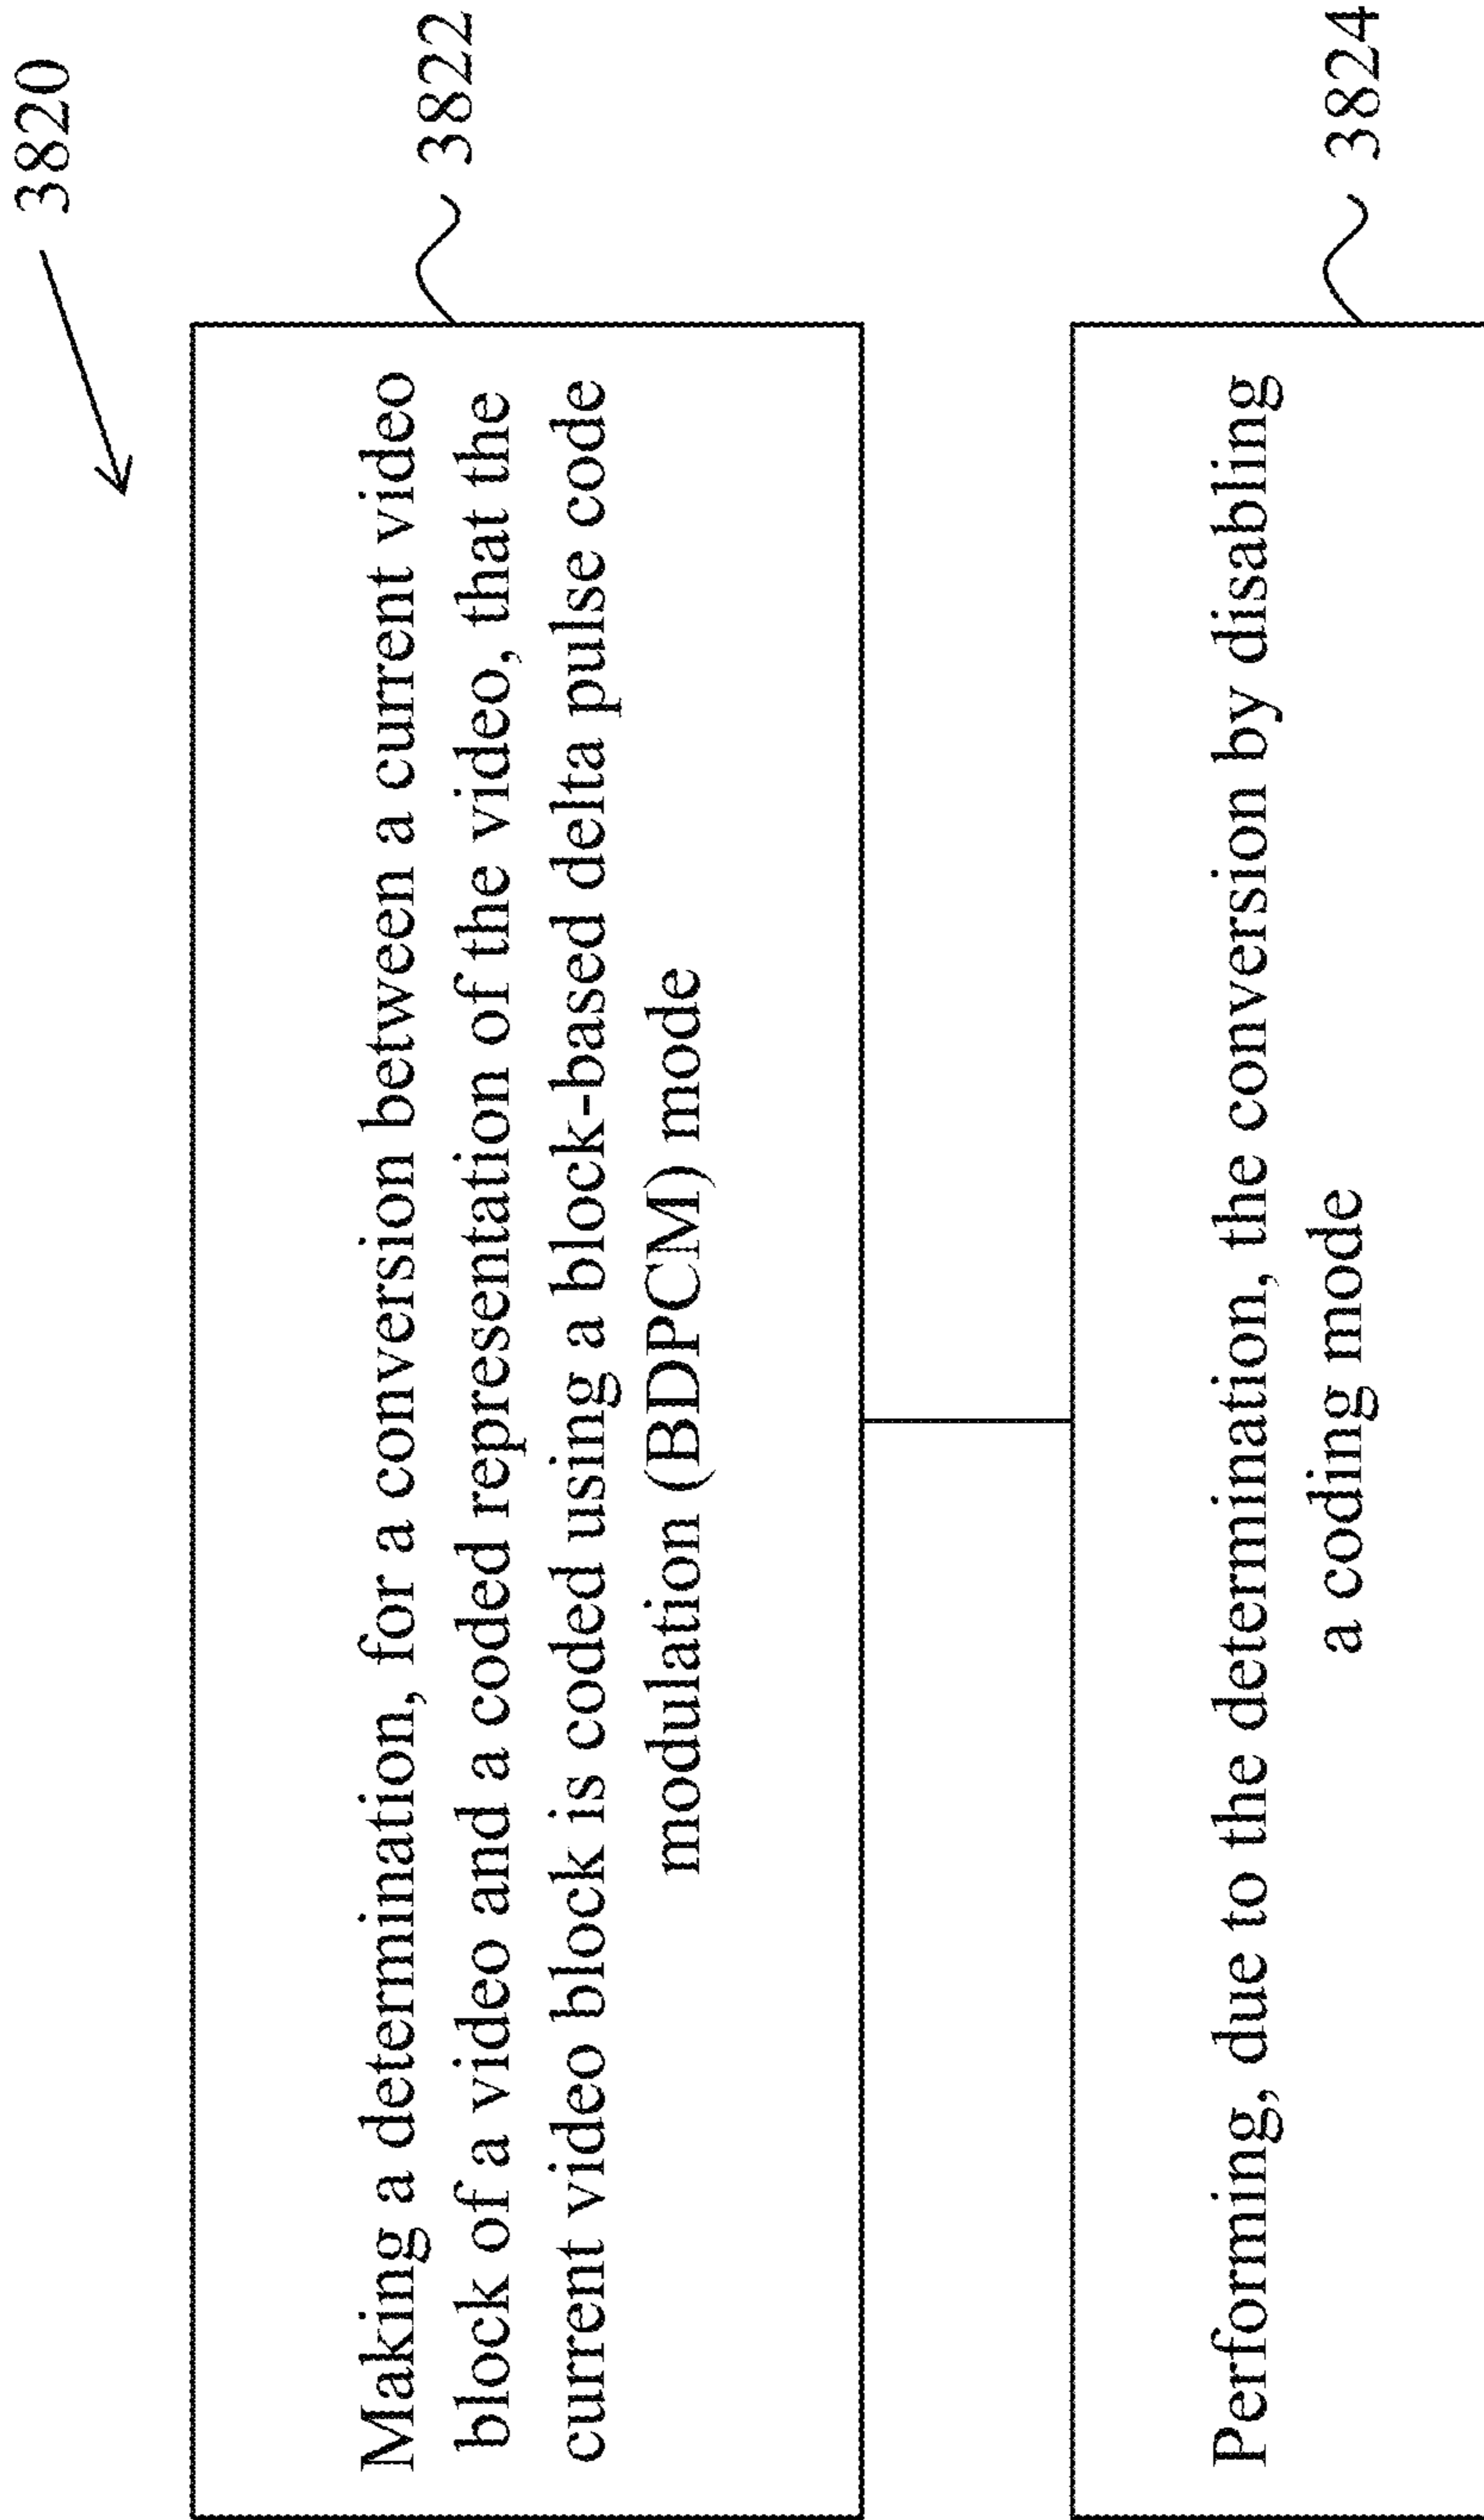 3820
Making a determination, for a conversion between a current video
block of a video and a coded representation of the video, that the
current video block is coded using a block-based delta pulse code
modulation (BDPCM) mode
3822
Performing, due to the determination, the conversion by disabling
a coding mode
3824